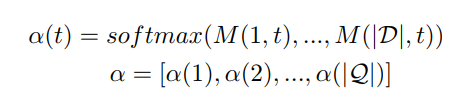 α(t) = softmax(M(1, t), ..., M(|𝒟|, t))
α = [α(1), α(2), ..., α(|𝒬|)]